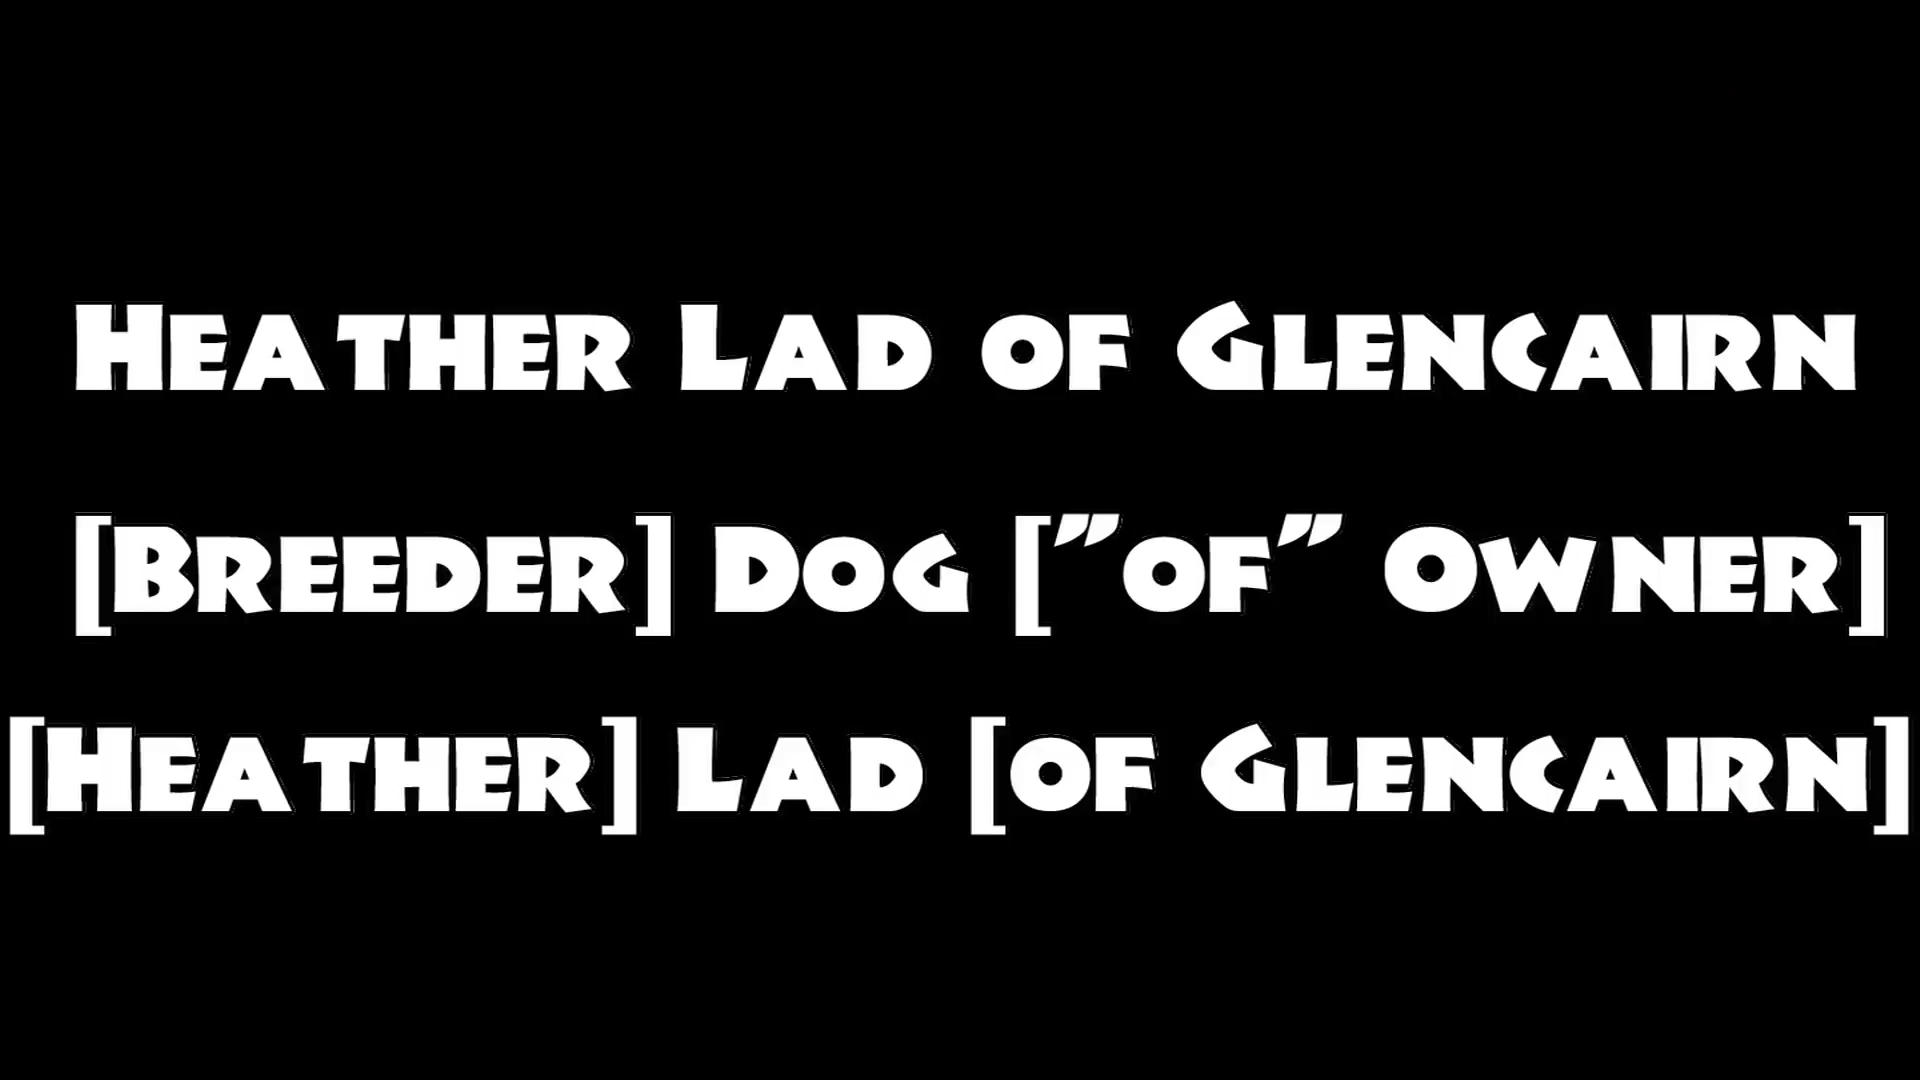 Heather Lad of Glencairn
[Breeder] Dog ["of" Owner]
[Heather] Lad [of Glencairn]